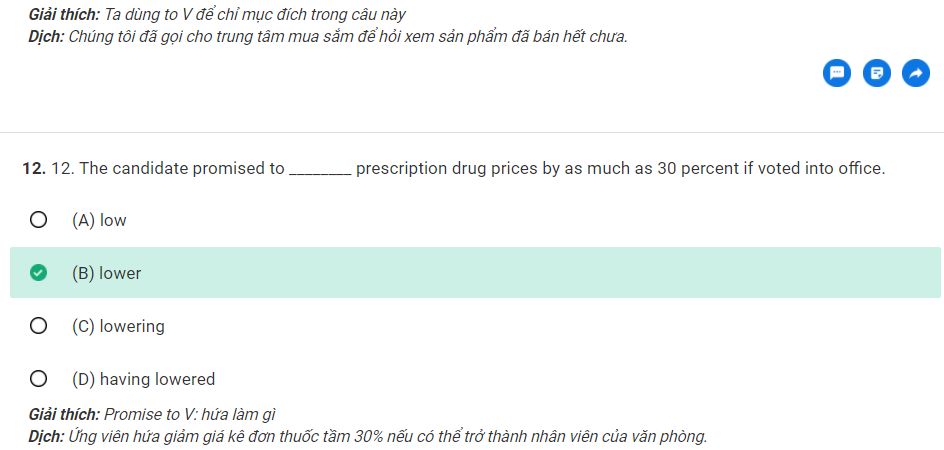 Giải thích: Ta dùng to V để chỉ mục đích trong câu này
Dịch: Chúng tôi đã gọi cho trung tâm mua sắm để hỏi xem sản phẩm đã bán hết chưa.
12. 12. The candidate promised to ________ prescription drug prices by as much as 30 percent if voted into office.
(A) low
(B) lower
(C) lowering
(D) having lowered
Giải thích: Promise to V: hứa làm gì
Dịch: Ứng viên hứa giảm giá kê đơn thuốc tầm 30% nếu có thể trở thành nhân viên của văn phòng.